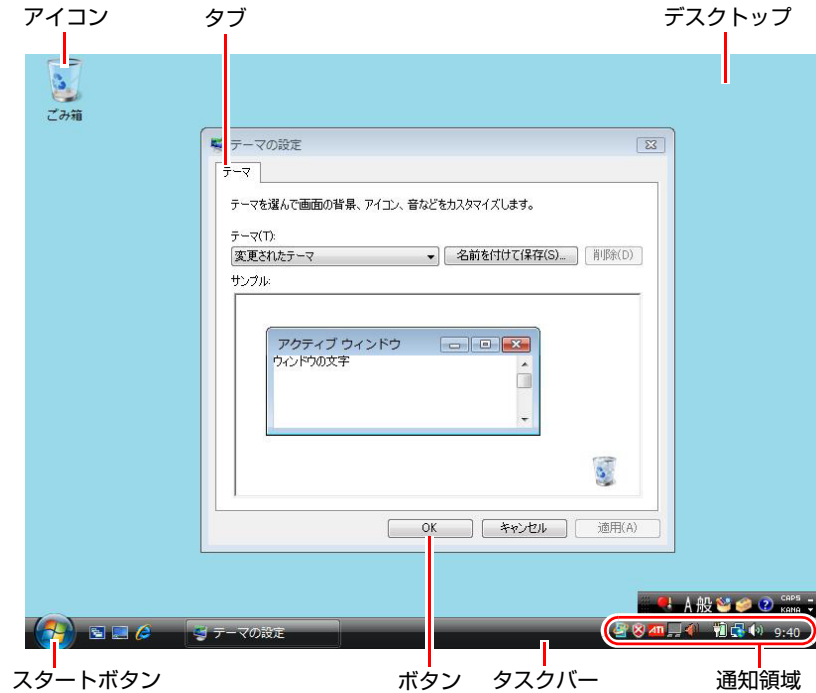 アイコン タブ デスクトップ
ごみ箱
テーマの設定
テーマ
テーマを選んで画面の背景、アイコン、音などをカスタマイズします。
テーマ(T):
変更されたテーマ 名前を付けて保存(S)... 削除(D)
サンプル:
アクティブ ウィンドウ
ウィンドウの文字
OK キャンセル 適用(A)
A 般 CAPS
KANA
テーマの設定 ATI 9:40
スタートボタン ボタン タスクバー 通知領域